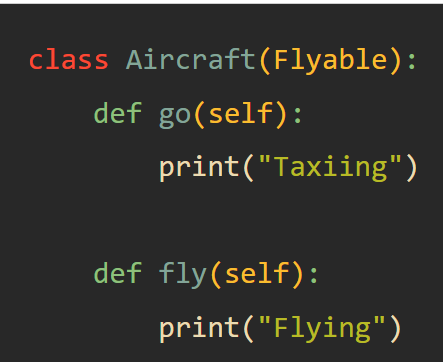 class Aircraft(Flyable):
    def go(self):
        print("Taxiing")

    def fly(self):
        print("Flying")